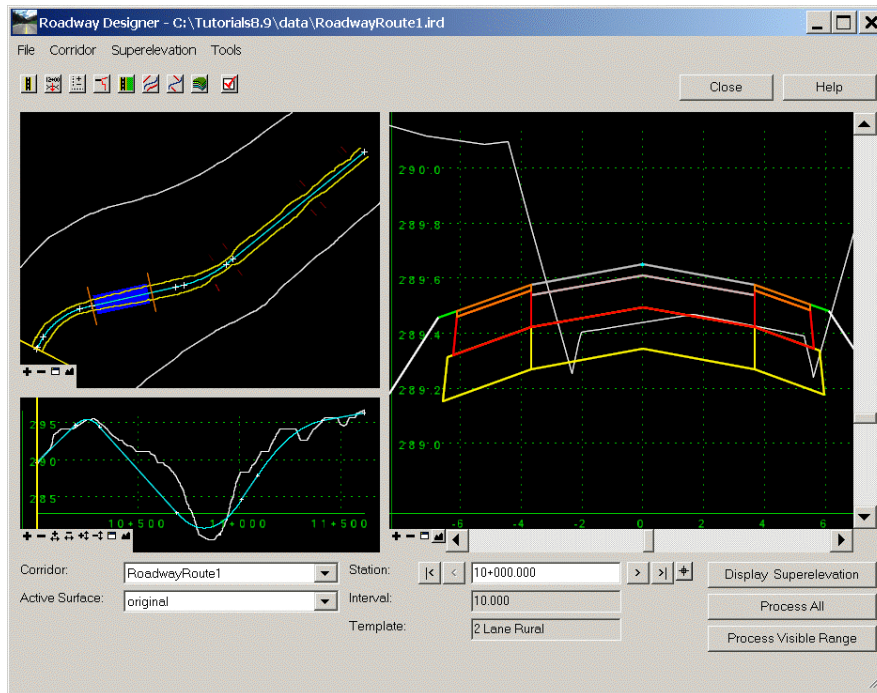 Roadway Designer - C:\Tutorials8.9\data\RoadwayRoute1.ird
File Corridor Superelevation Tools
Close Help
290.0
289.8
289.6
289.4
289.2
289.0
-6 -4 -2 0 2 4 6
295
290
285
10+500 11+000 11+500
Corridor: RoadwayRoute1
Active Surface: original
Station: |< < 10+000.000 > >|
Interval: 10.000
Template: 2 Lane Rural
Display Superelevation
Process All
Process Visible Range